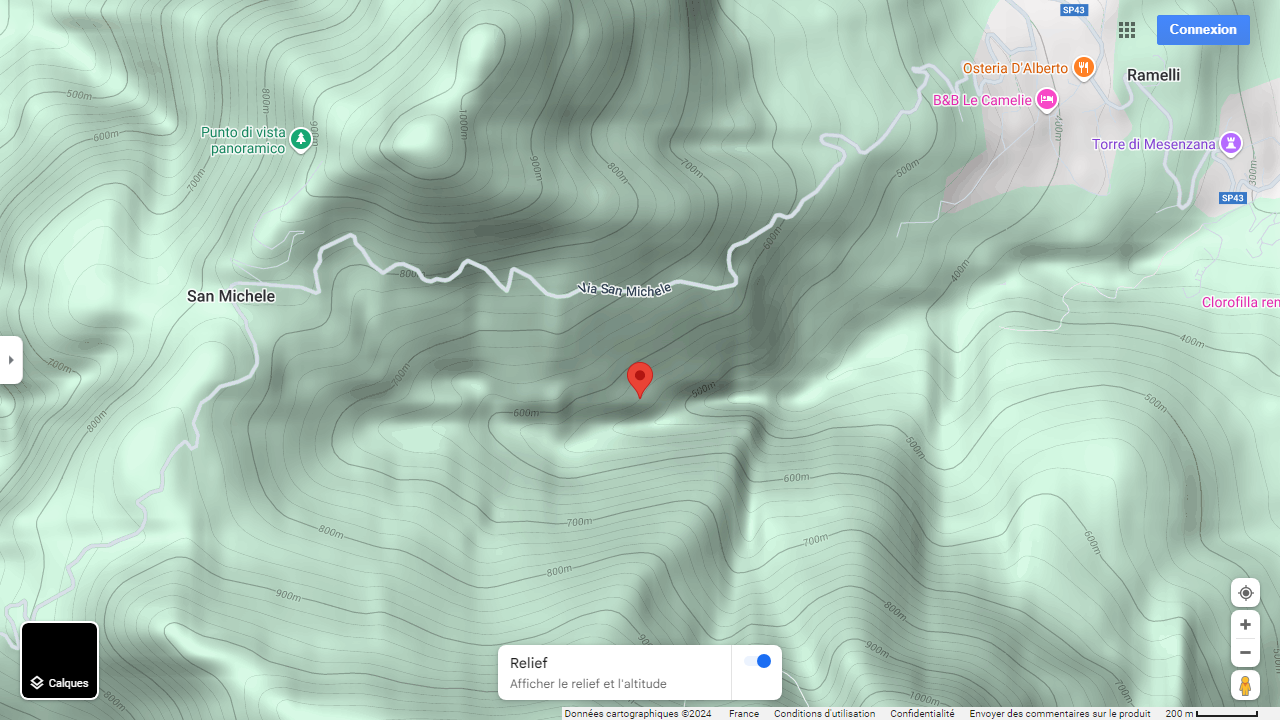 SP43
Connexion
Osteria D'Alberto
Ramelli
B&B Le Camelie
500m
800m
900m
1000m
400m
600m
Punto di vista
panoramico
Torre di Mesenzana
900m
800m
700m
500m
300m
700m
SP43
600m
400m
800m
Via San Michele
San Michele
Clorofilla ren
400m
700m
700m
500m
500m
800m
600m
500m
600m
700m
800m
700m
600m
800m
900m
800m
900m
900m
Relief
Afficher le relief et l'altitude
Calques
800m
1000m
700m
500m
Données cartographiques ©2024
France
Conditions d'utilisation
Confidentialité
Envoyer des commentaires sur le produit
200 m